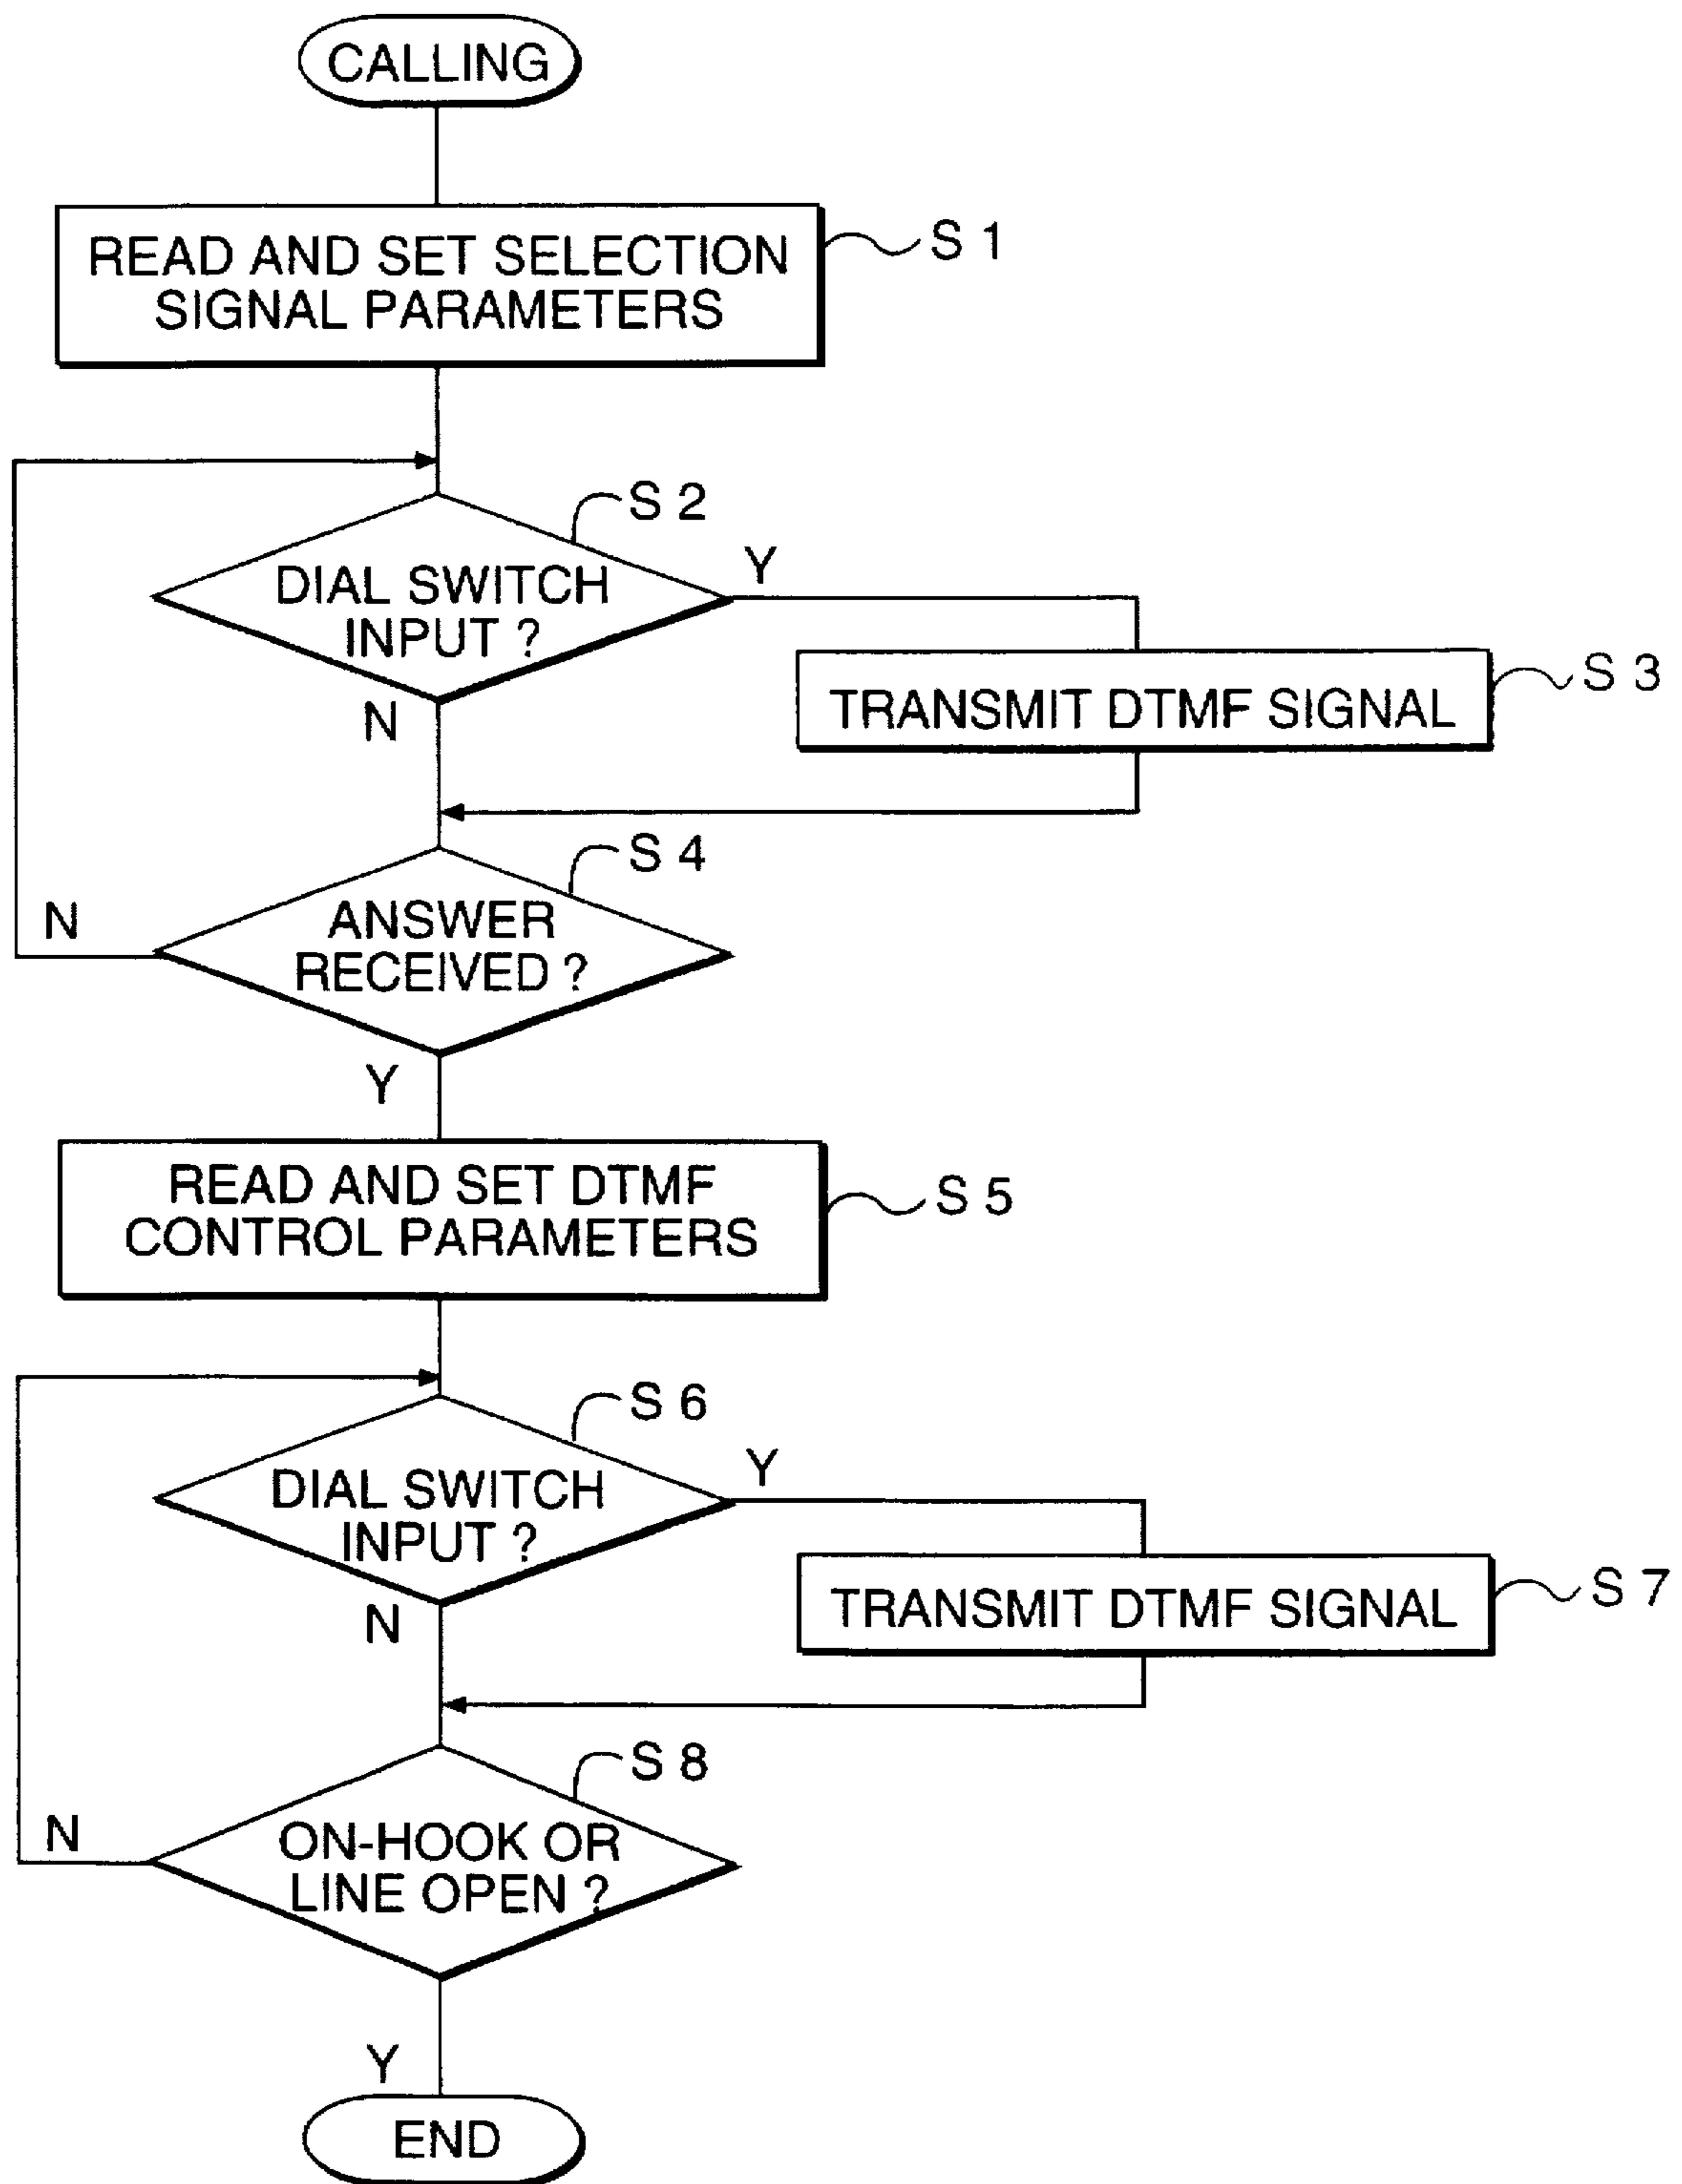 CALLING
READ AND SET SELECTION
SIGNAL PARAMETERS
S 1
S 2
DIAL SWITCH
INPUT ?
Y
N
TRANSMIT DTMF SIGNAL
S 3
S 4
ANSWER
RECEIVED ?
N
Y
READ AND SET DTMF
CONTROL PARAMETERS
S 5
S 6
DIAL SWITCH
INPUT ?
Y
N
TRANSMIT DTMF SIGNAL
S 7
S 8
ON-HOOK OR
LINE OPEN ?
N
Y
END